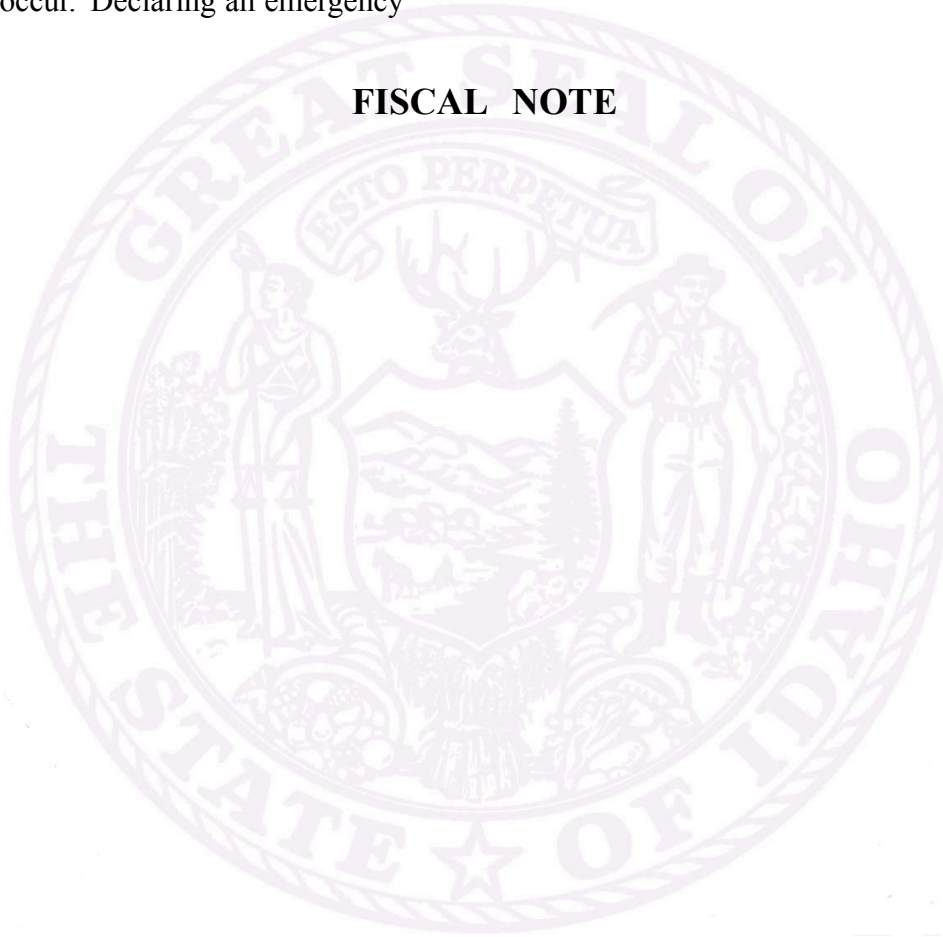 occur. Declaring an emergency
FISCAL NOTE
GREAT SEAL OF
ESTO PERPETUA
THE STATE OF IDAHO